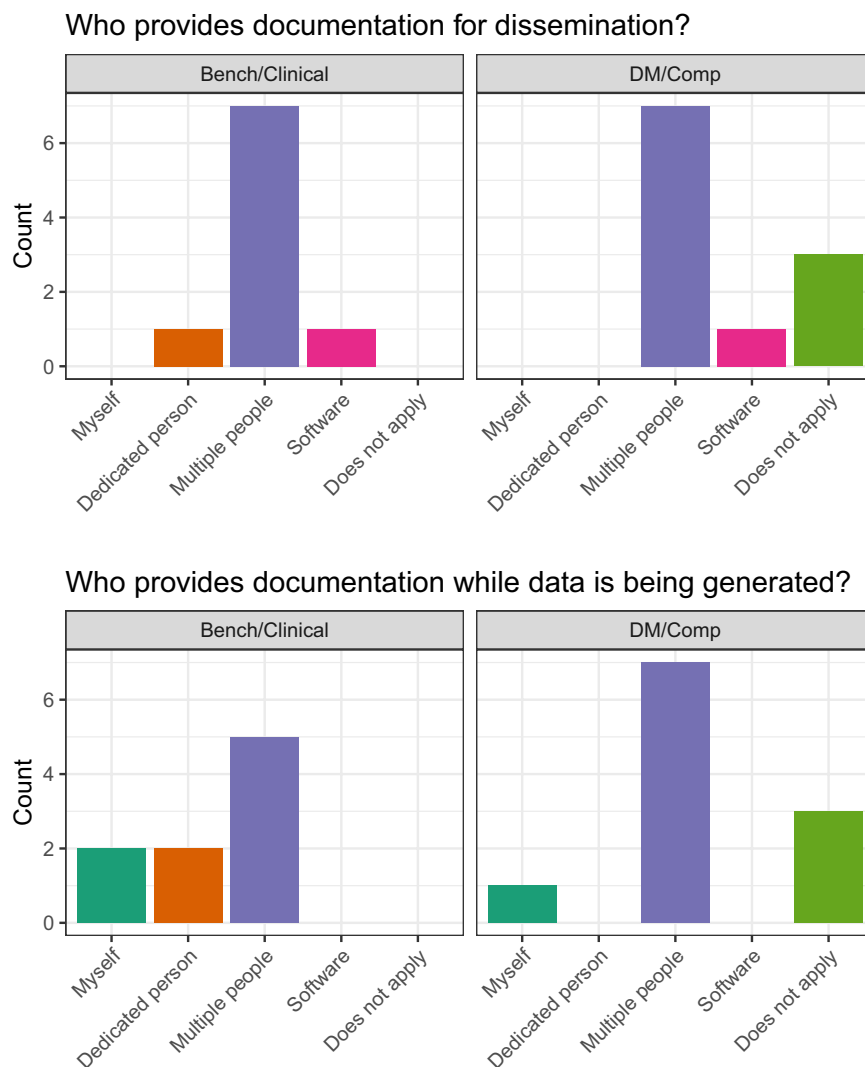 Who provides documentation for dissemination?
Bench/Clinical
DM/Comp
Count
6
4
2
0
Myself
Dedicated person
Multiple people
Software
Does not apply
Myself
Dedicated person
Multiple people
Software
Does not apply
Who provides documentation while data is being generated?
Bench/Clinical
DM/Comp
Count
6
4
2
0
Myself
Dedicated person
Multiple people
Software
Does not apply
Myself
Dedicated person
Multiple people
Software
Does not apply